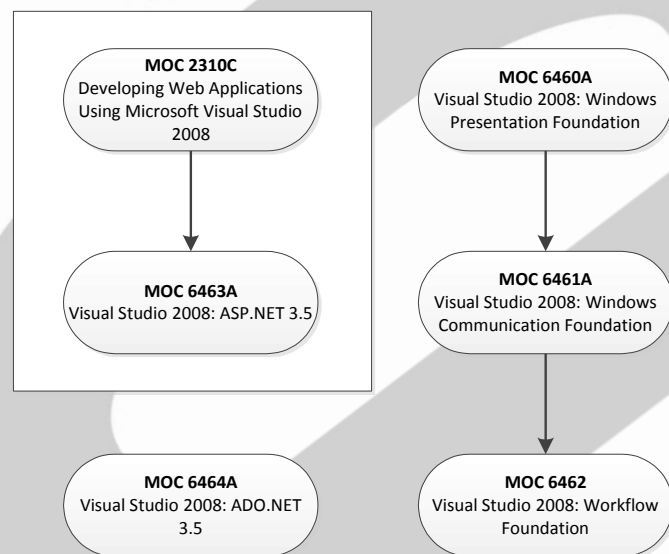 MOC 2310C
Developing Web Applications
Using Microsoft Visual Studio
2008
MOC 6460A
Visual Studio 2008: Windows
Presentation Foundation
MOC 6463A
Visual Studio 2008: ASP.NET 3.5
MOC 6461A
Visual Studio 2008: Windows
Communication Foundation
MOC 6464A
Visual Studio 2008: ADO.NET
3.5
MOC 6462
Visual Studio 2008: Workflow
Foundation